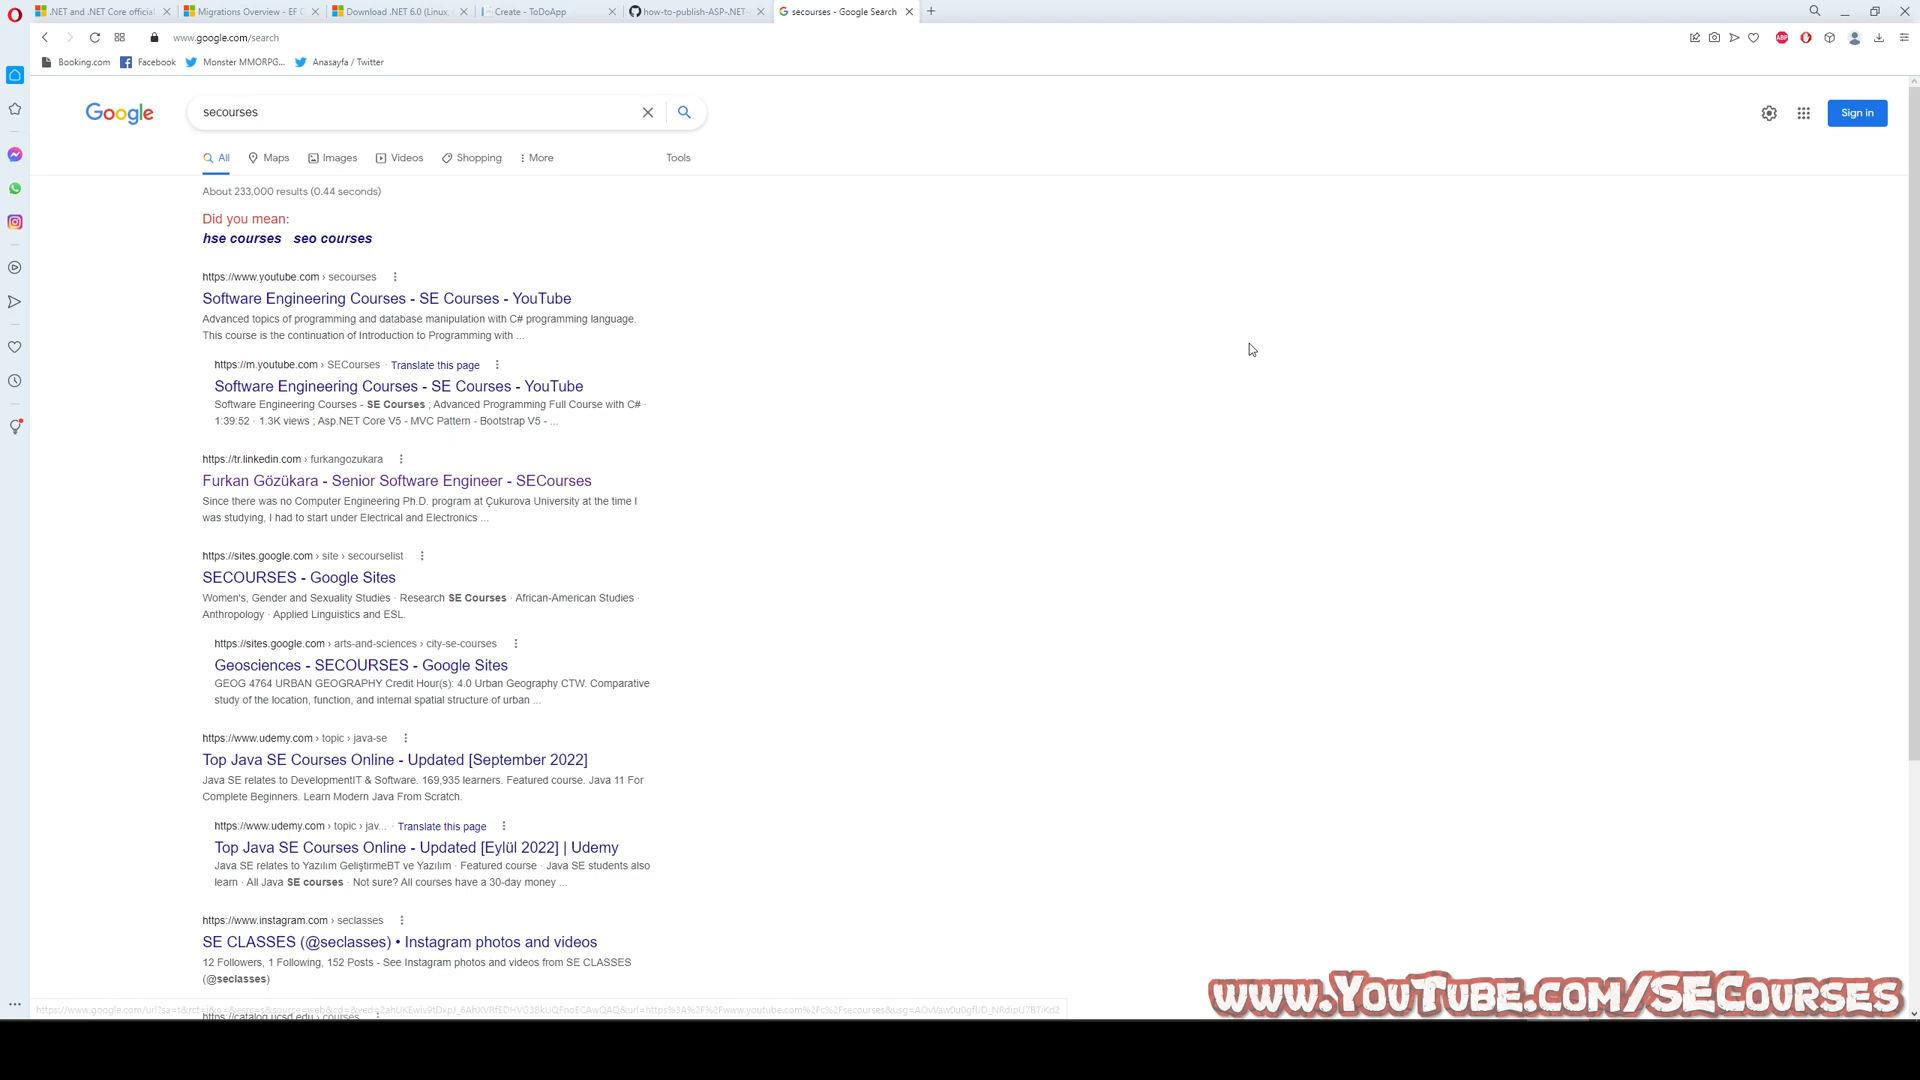 .NET and .NET Core official
Migrations Overview - EF C
Download .NET 6.0 (Linux,
Create - ToDoApp
how-to-publish-ASP-.NET-
secourses - Google Search
www.google.com/search
Booking.com
Facebook
Monster MMORPG...
Anasayfa / Twitter
Google
secourses
Sign in
All
Maps
Images
Videos
Shopping
More
Tools
About 233,000 results (0.44 seconds)
Did you mean:
hse courses seo courses
https://www.youtube.com › secourses
Software Engineering Courses - SE Courses - YouTube
Advanced topics of programming and database manipulation with C# programming language.
This course is the continuation of Introduction to Programming with ...
https://m.youtube.com › SECourses · Translate this page
Software Engineering Courses - SE Courses - YouTube
Software Engineering Courses - SE Courses ; Advanced Programming Full Course with C# ·
1:39:52 · 1.3K views ; Asp.NET Core V5 - MVC Pattern - Bootstrap V5 - ...
https://tr.linkedin.com › furkangozukara
Furkan Gözükara - Senior Software Engineer - SECourses
Since there was no Computer Engineering Ph.D. program at Çukurova University at the time I
was studying, I had to start under Electrical and Electronics ...
https://sites.google.com › site › secourselist
SECOURSES - Google Sites
Women's, Gender and Sexuality Studies · Research SE Courses · African-American Studies ·
Anthropology · Applied Linguistics and ESL.
https://sites.google.com › arts-and-sciences › city-se-courses
Geosciences - SECOURSES - Google Sites
GEOG 4764 URBAN GEOGRAPHY Credit Hour(s): 4.0 Urban Geography CTW. Comparative
study of the location, function, and internal spatial structure of urban ...
https://www.udemy.com › topic › java-se
Top Java SE Courses Online - Updated [September 2022]
Java SE relates to DevelopmentIT & Software. 169,935 learners. Featured course. Java 11 For
Complete Beginners. Learn Modern Java From Scratch.
https://www.udemy.com › topic › jav... · Translate this page
Top Java SE Courses Online - Updated [Eylül 2022] | Udemy
Java SE relates to Yazılım GeliştirmeBT ve Yazılım · Featured course · Java SE students also
learn · All Java SE courses · Not sure? All courses have a 30-day money ...
https://www.instagram.com › seclasses
SE CLASSES (@seclasses) • Instagram photos and videos
12 Followers, 1 Following, 152 Posts - See Instagram photos and videos from SE CLASSES
(@seclasses)
https://catalog.ucsd.edu › courses
www.YouTube.com/SECourses